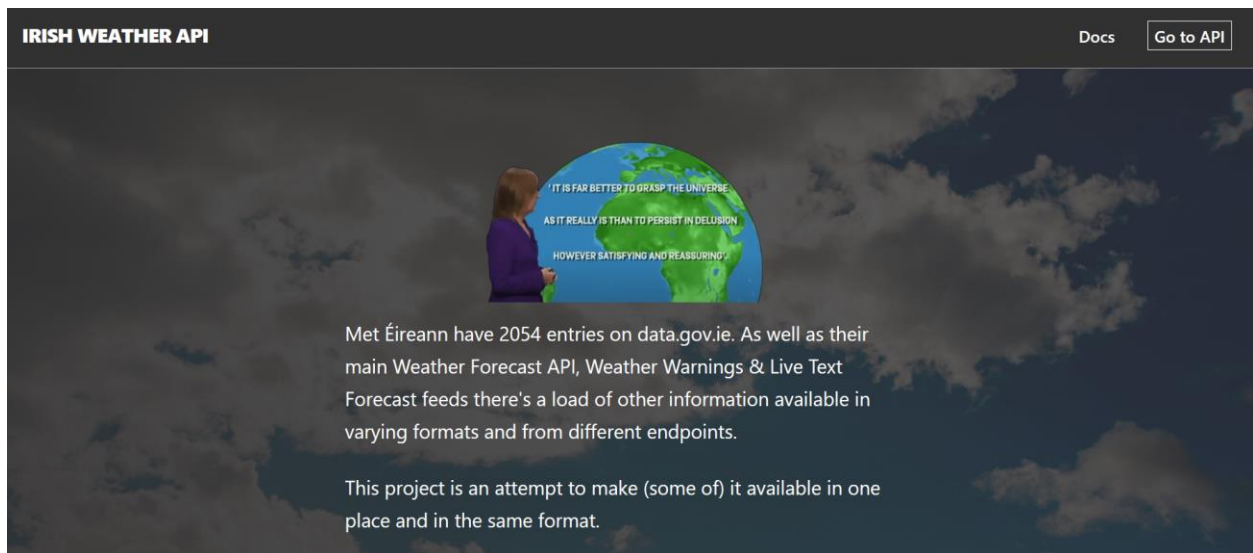 IRISH WEATHER API
Docs
Go to API
'IT IS FAR BETTER TO GRASP THE UNIVERSE
AS IT REALLY IS THAN TO PERSIST IN DELUSION
HOWEVER SATISFYING AND REASSURING'.
Met Éireann have 2054 entries on data.gov.ie. As well as their
main Weather Forecast API, Weather Warnings & Live Text
Forecast feeds there's a load of other information available in
varying formats and from different endpoints.
This project is an attempt to make (some of) it available in one
place and in the same format.